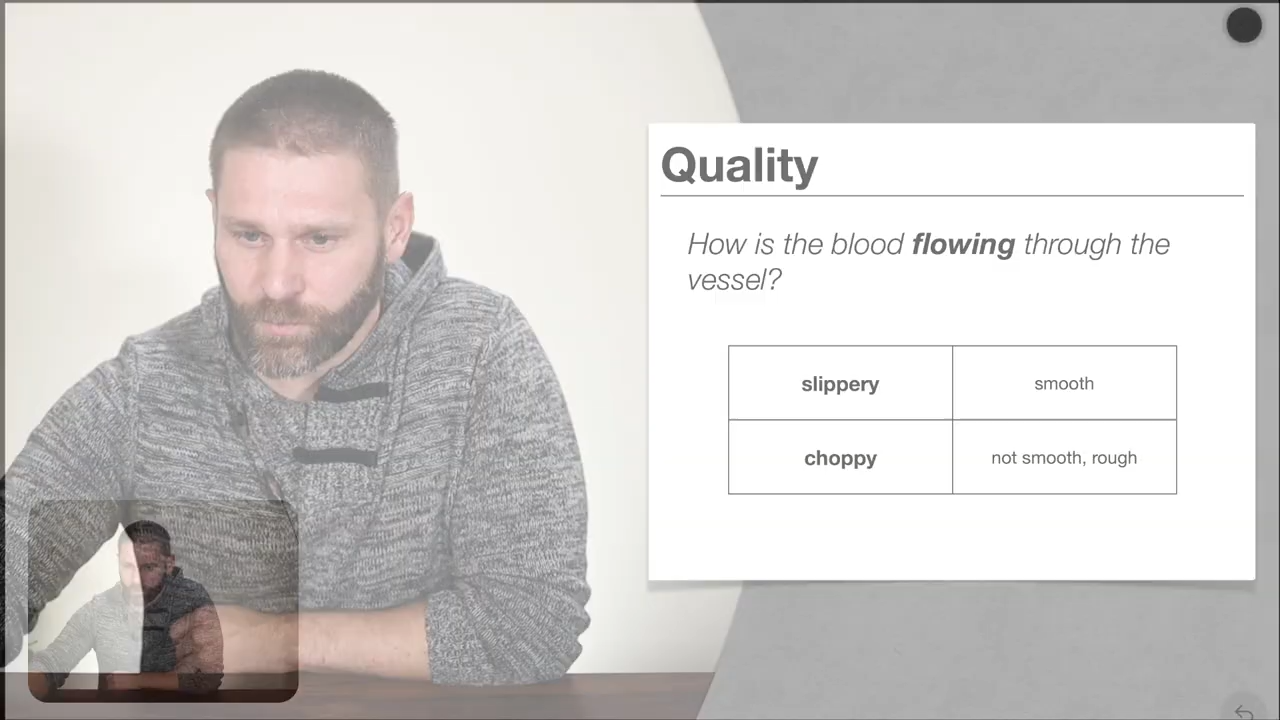 Quality
How is the blood flowing through the
vessel?
slippery smooth
choppy not smooth, rough